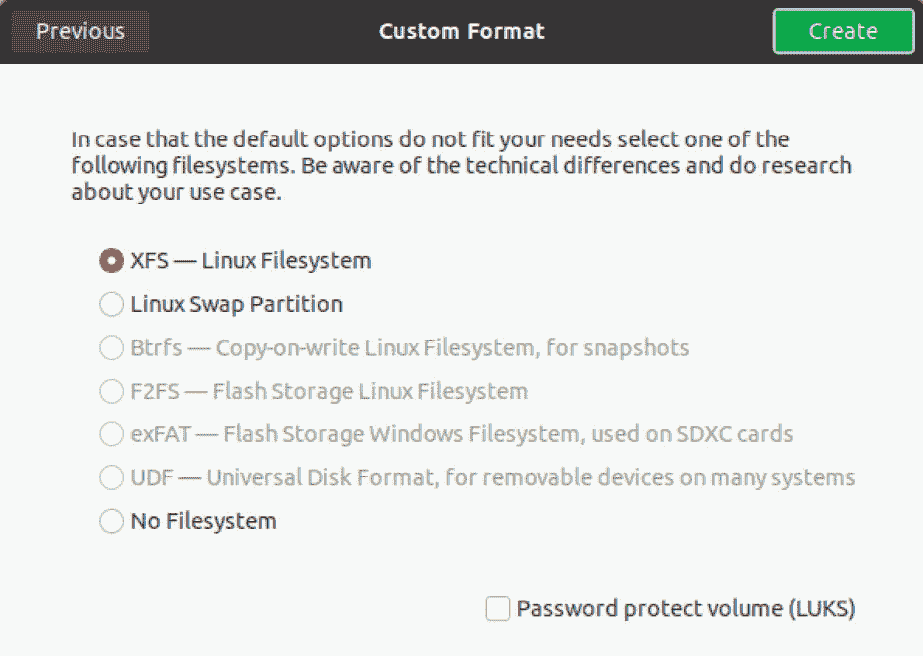 Previous
Custom Format
Create
In case that the default options do not fit your needs select one of the
following filesystems. Be aware of the technical differences and do research
about your use case.
XFS — Linux Filesystem
Linux Swap Partition
Btrfs — Copy-on-write Linux Filesystem, for snapshots
F2FS — Flash Storage Linux Filesystem
exFAT — Flash Storage Windows Filesystem, used on SDXC cards
UDF — Universal Disk Format, for removable devices on many systems
No Filesystem
Password protect volume (LUKS)